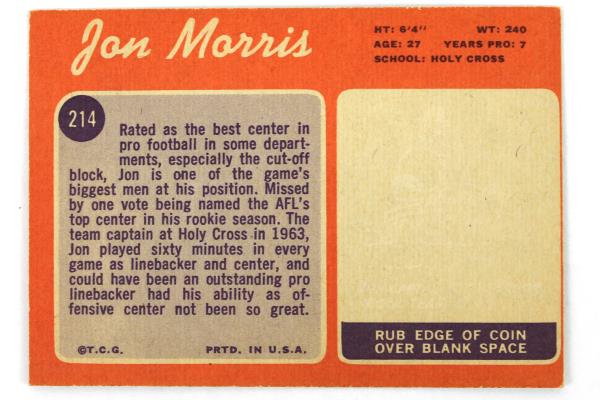 Jon Morris
HT: 6'4" WT: 240
AGE: 27 YEARS PRO: 7
SCHOOL: HOLY CROSS
214
Rated as the best center in
pro football in some depart-
ments, especially the cut-off
block, Jon is one of the game's
biggest men at his position. Missed
by one vote being named the AFL's
top center in his rookie season. The
team captain at Holy Cross in 1963,
Jon played sixty minutes in every
game as linebacker and center, and
could have been an outstanding pro
linebacker had his ability as of-
fensive center not been so great.
©T.C.G. PRTD. IN U.S.A.
RUB EDGE OF COIN
OVER BLANK SPACE